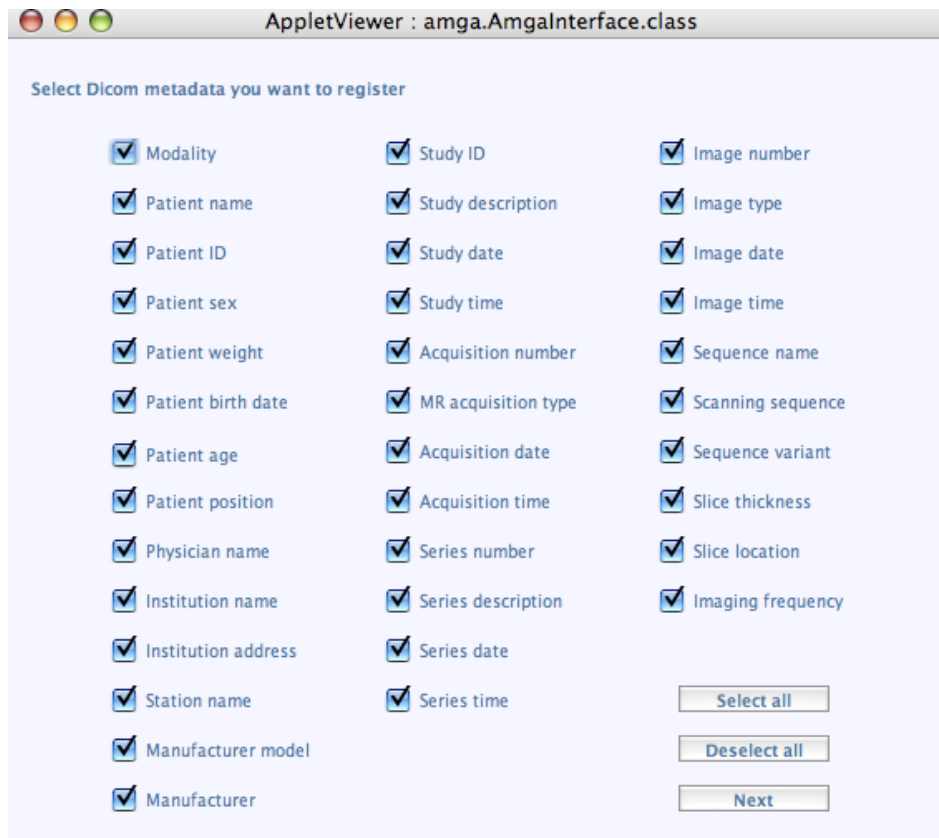 AppletViewer : amga.AmgaInterface.class
Select Dicom metadata you want to register
Modality
Study ID
Image number
Patient name
Study description
Image type
Patient ID
Study date
Image date
Patient sex
Study time
Image time
Patient weight
Acquisition number
Sequence name
Patient birth date
MR acquisition type
Scanning sequence
Patient age
Acquisition date
Sequence variant
Patient position
Acquisition time
Slice thickness
Physician name
Series number
Slice location
Institution name
Series description
Imaging frequency
Institution address
Series date
Station name
Series time
Select all
Manufacturer model
Deselect all
Manufacturer
Next